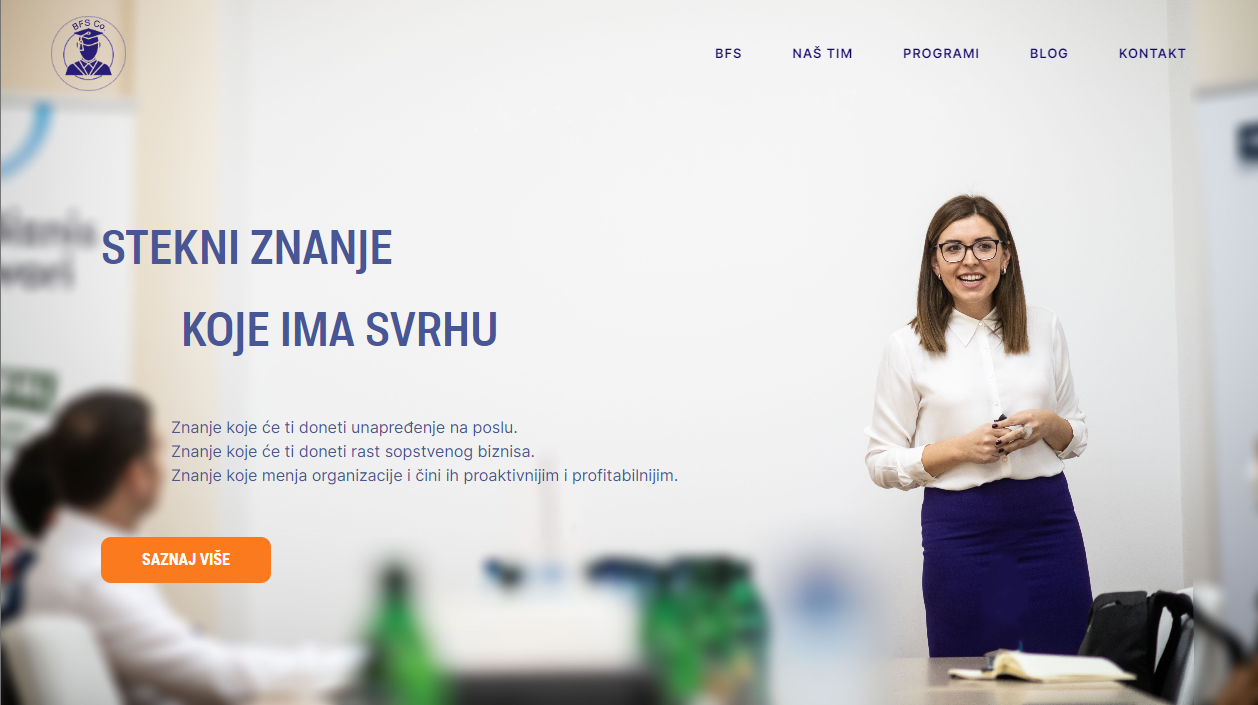 BFS Co.
BFS
NAŠ TIM
PROGRAMI
BLOG
KONTAKT
STEKNI ZNANJE
KOJE IMA SVRHU
Znanje koje će ti doneti unapređenje na poslu.
Znanje koje će ti doneti rast sopstvenog biznisa.
Znanje koje menja organizacije i čini ih proaktivnijim i profitabilnijim.
SAZNAJ VIŠE